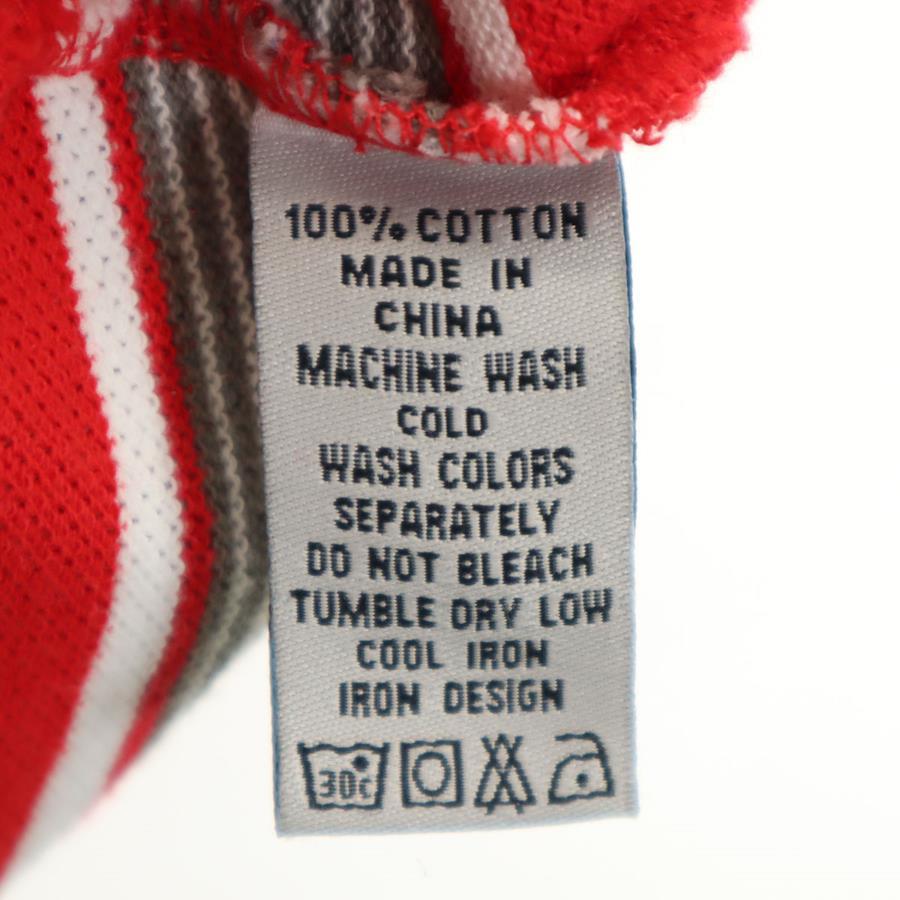 100% COTTON
MADE IN
CHINA
MACHINE WASH
COLD
WASH COLORS
SEPARATELY
DO NOT BLEACH
TUMBLE DRY LOW
COOL IRON
IRON DESIGN
30c